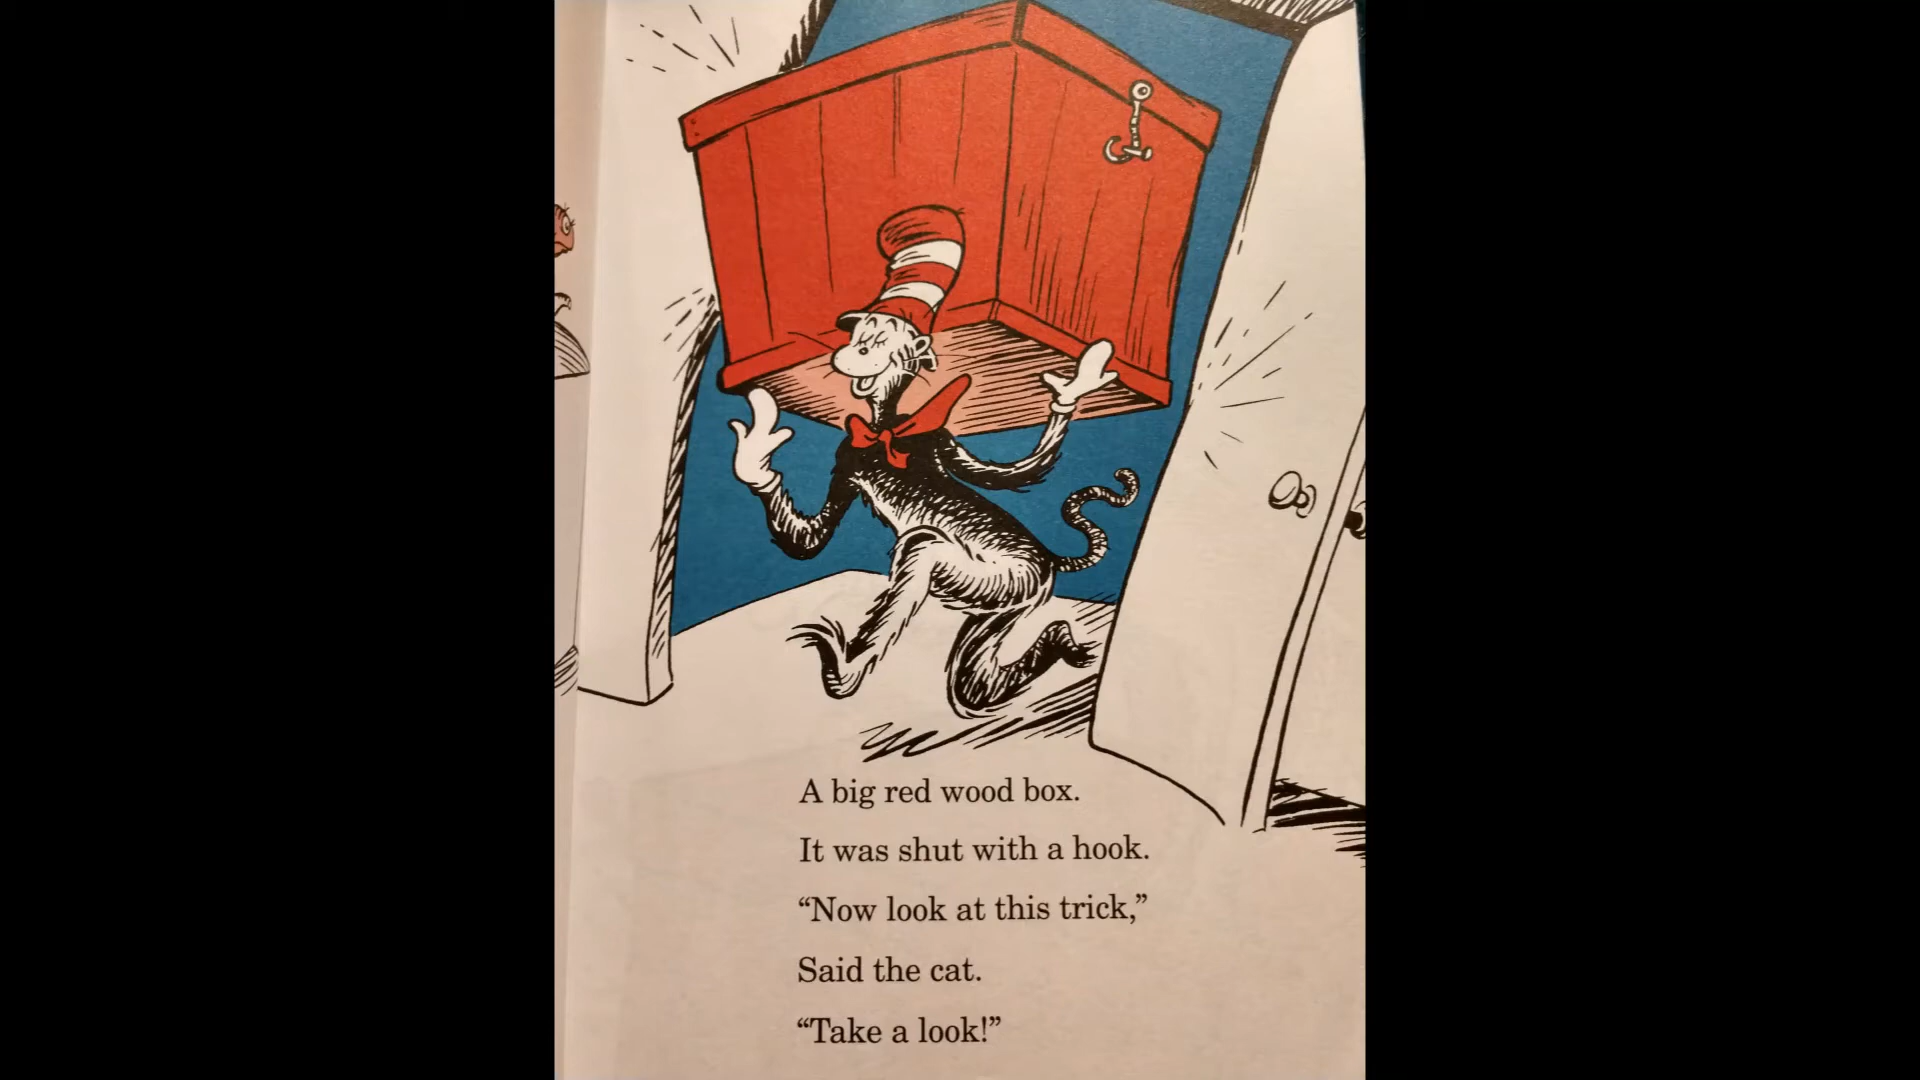 A big red wood box.
It was shut with a hook.
“Now look at this trick,”
Said the cat.
“Take a look!”